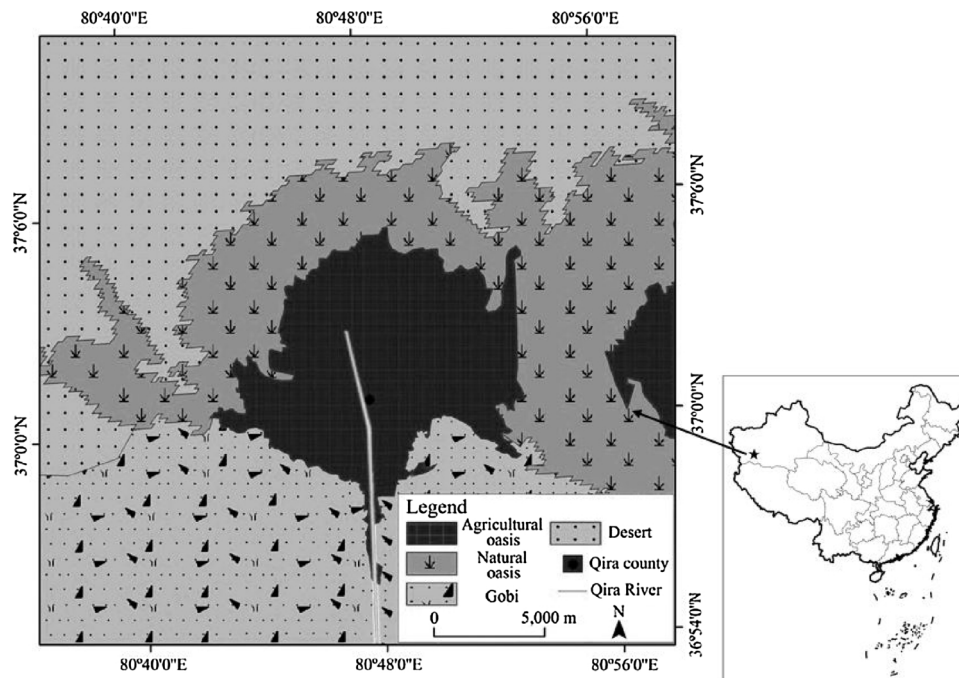 80°40'0"E 80°48'0"E 80°56'0"E
37°6'0"N
37°6'0"N
37°0'0"N
37°0'0"N
36°54'0"N
Legend
Agricultural
oasis
Desert
Natural
oasis
Qira county
Gobi
Qira River
0 5,000 m
N
80°40'0"E 80°48'0"E 80°56'0"E